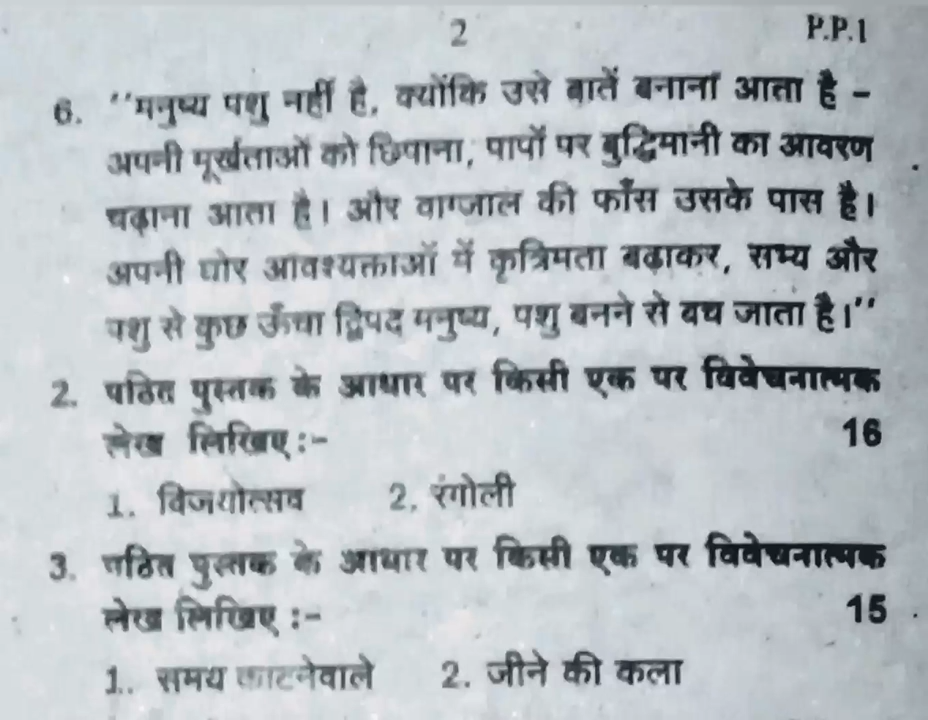 2 P.P.1
6. ''मनुष्य पशु नहीं है, क्योंकि उसे बातें बनाना आता है –
अपनी मूर्खताओं को छिपाना, पापों पर बुद्धिमानी का आवरण
चढ़ाना आता है। और वाग्जाल की फाँस उसके पास है।
अपनी घोर आवश्यक्ताओं में कृत्रिमता बढ़ाकर, सभ्य और
पशु से कुछ ऊँचा द्विपद मनुष्य, पशु बनने से बच जाता है।''
2. पठित पुस्तक के आधार पर किसी एक पर विवेचनात्मक
लेख लिखिए :- 16
1. विजयोत्सव 2. रंगोली
3. पठित पुस्तक के आधार पर किसी एक पर विवेचनात्मक
लेख लिखिए :- 15
1. समय काटनेवाले 2. जीने की कला